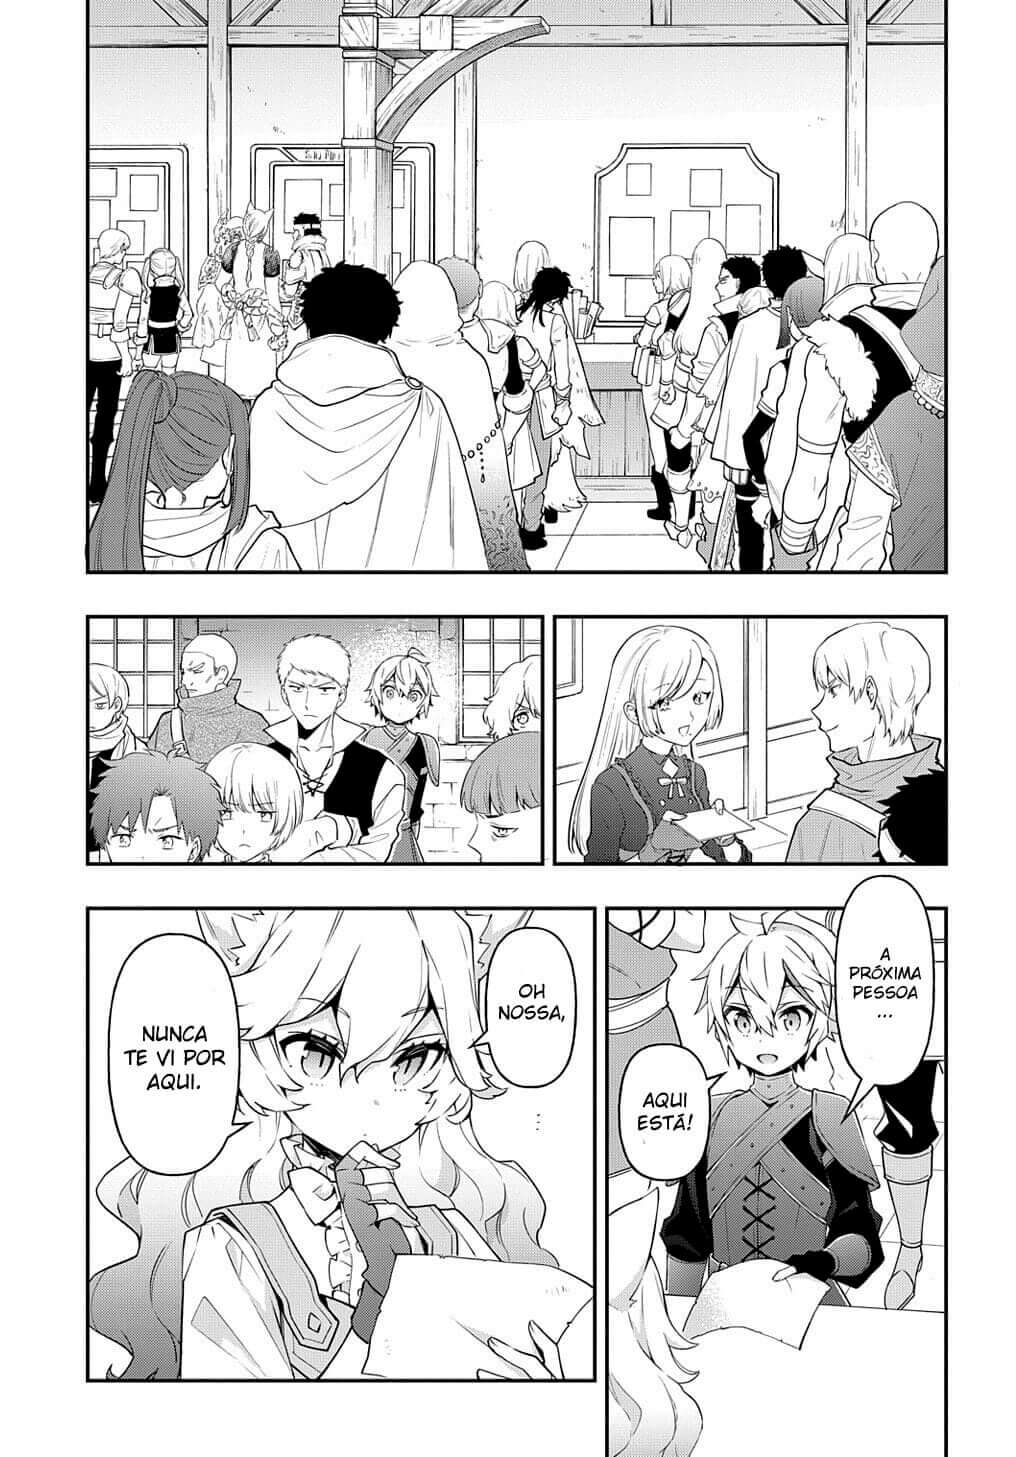 A
PRÓXIMA
PESSOA
...
AQUI
ESTÁ!
OH
NOSSA,
NUNCA
TE VI POR
AQUI.